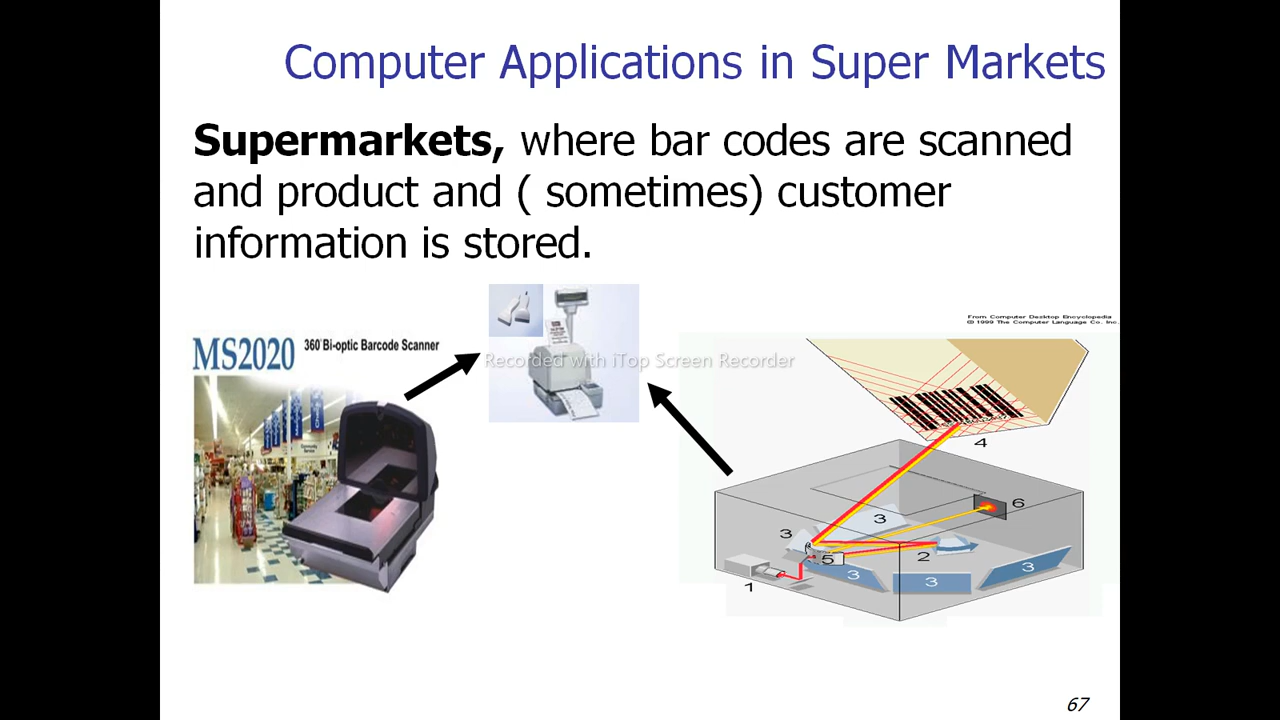 Computer Applications in Super Markets
Supermarkets, where bar codes are scanned
and product and ( sometimes) customer
information is stored.
From Computer Desktop Encyclopedia
© 1999 The Computer Language Co. Inc.
MS2020 360° Bi-optic Barcode Scanner
Recorded with iTop Screen Recorder
4
6
3
3
5
2
3
3
3
1
67